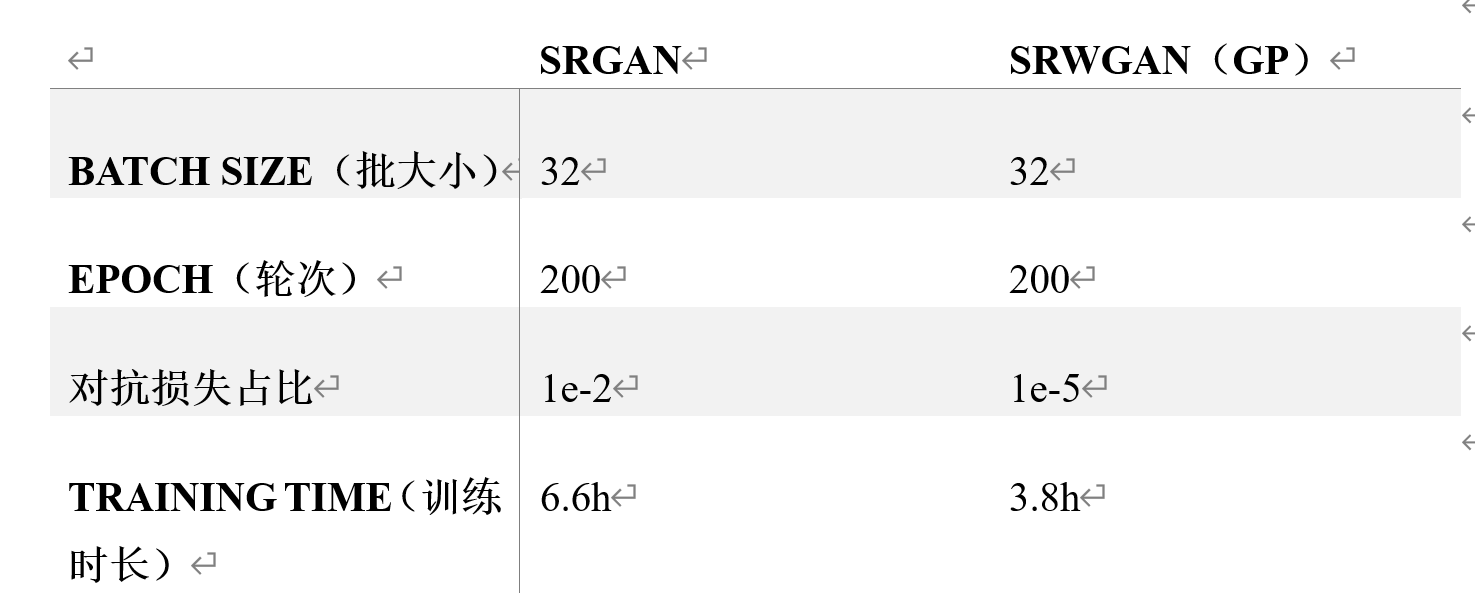 SRGAN SRWGAN（GP）
BATCH SIZE（批大小） 32 32
EPOCH（轮次） 200 200
对抗损失占比 1e-2 1e-5
TRAINING TIME（训练 6.6h 3.8h
时长）